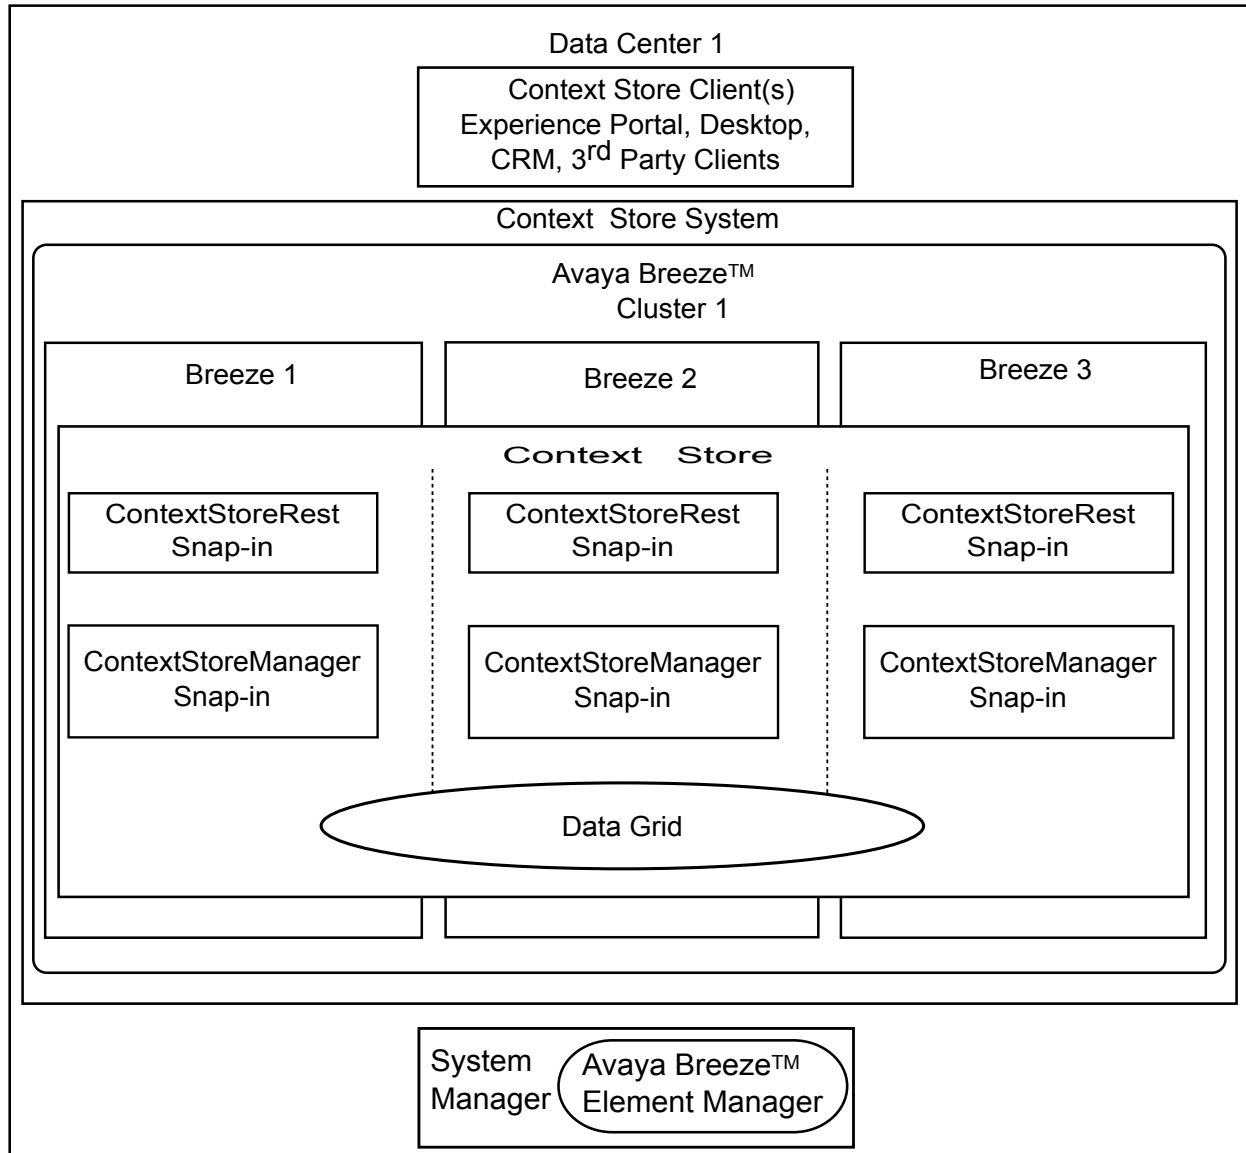 Data Center 1
Context Store Client(s)
Experience Portal, Desktop,
CRM, 3rd Party Clients
Context Store System
Avaya Breeze™
Cluster 1
Breeze 1
Breeze 2
Breeze 3
Context Store
ContextStoreRest
Snap-in
ContextStoreRest
Snap-in
ContextStoreRest
Snap-in
ContextStoreManager
Snap-in
ContextStoreManager
Snap-in
ContextStoreManager
Snap-in
Data Grid
System
Manager
Avaya Breeze™
Element Manager